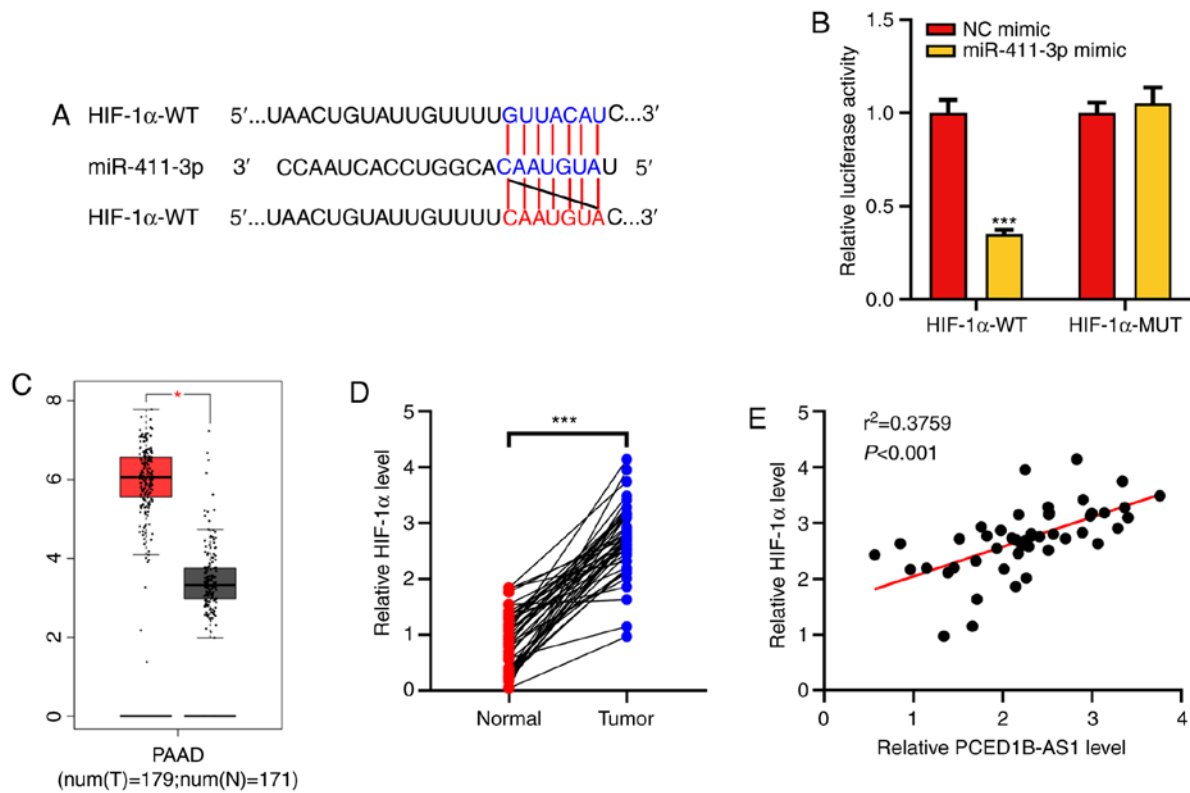 A
HIF-1α-WT 5′...UAACUGUAUUGUUUUGUUACAUC...3′
miR-411-3p 3′ CCAAUCACCUGGCACAAUGUAU 5′
HIF-1α-WT 5′...UAACUGUAUUGUUUUCAAUGUAC...3′
B
Relative luciferase activity
1.5
1.0
0.5
0.0
NC mimic
miR-411-3p mimic
***
HIF-1α-WT HIF-1α-MUT
C
8
6
4
2
0
*
PAAD
(num(T)=179;num(N)=171)
D
Relative HIF-1α level
5
4
3
2
1
0
***
Normal Tumor
E
Relative HIF-1α level
5
4
3
2
1
0
r²=0.3759
P<0.001
0 1 2 3 4
Relative PCED1B-AS1 level